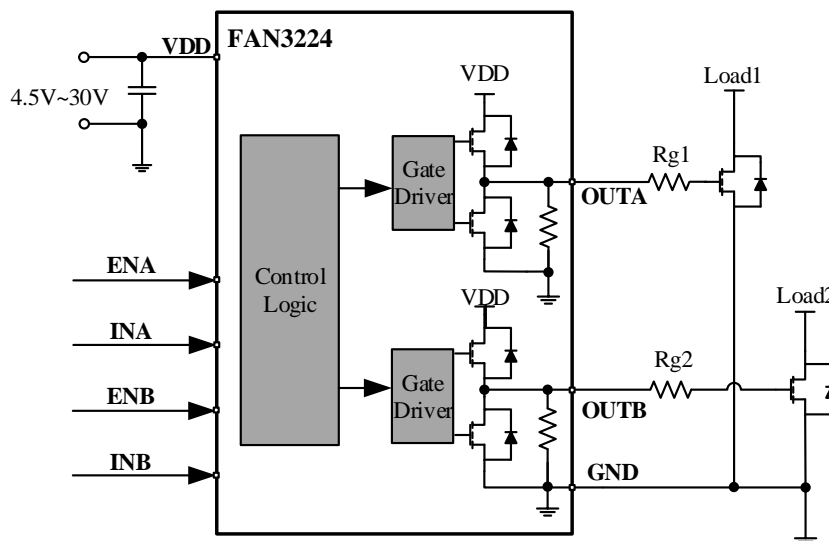 VDD
FAN3224
4.5V~30V
VDD
Load1
Gate
Driver
Rg1
OUTA
ENA
Control
Logic
INA
VDD
Load2
ENB
Gate
Driver
Rg2
OUTB
INB
GND